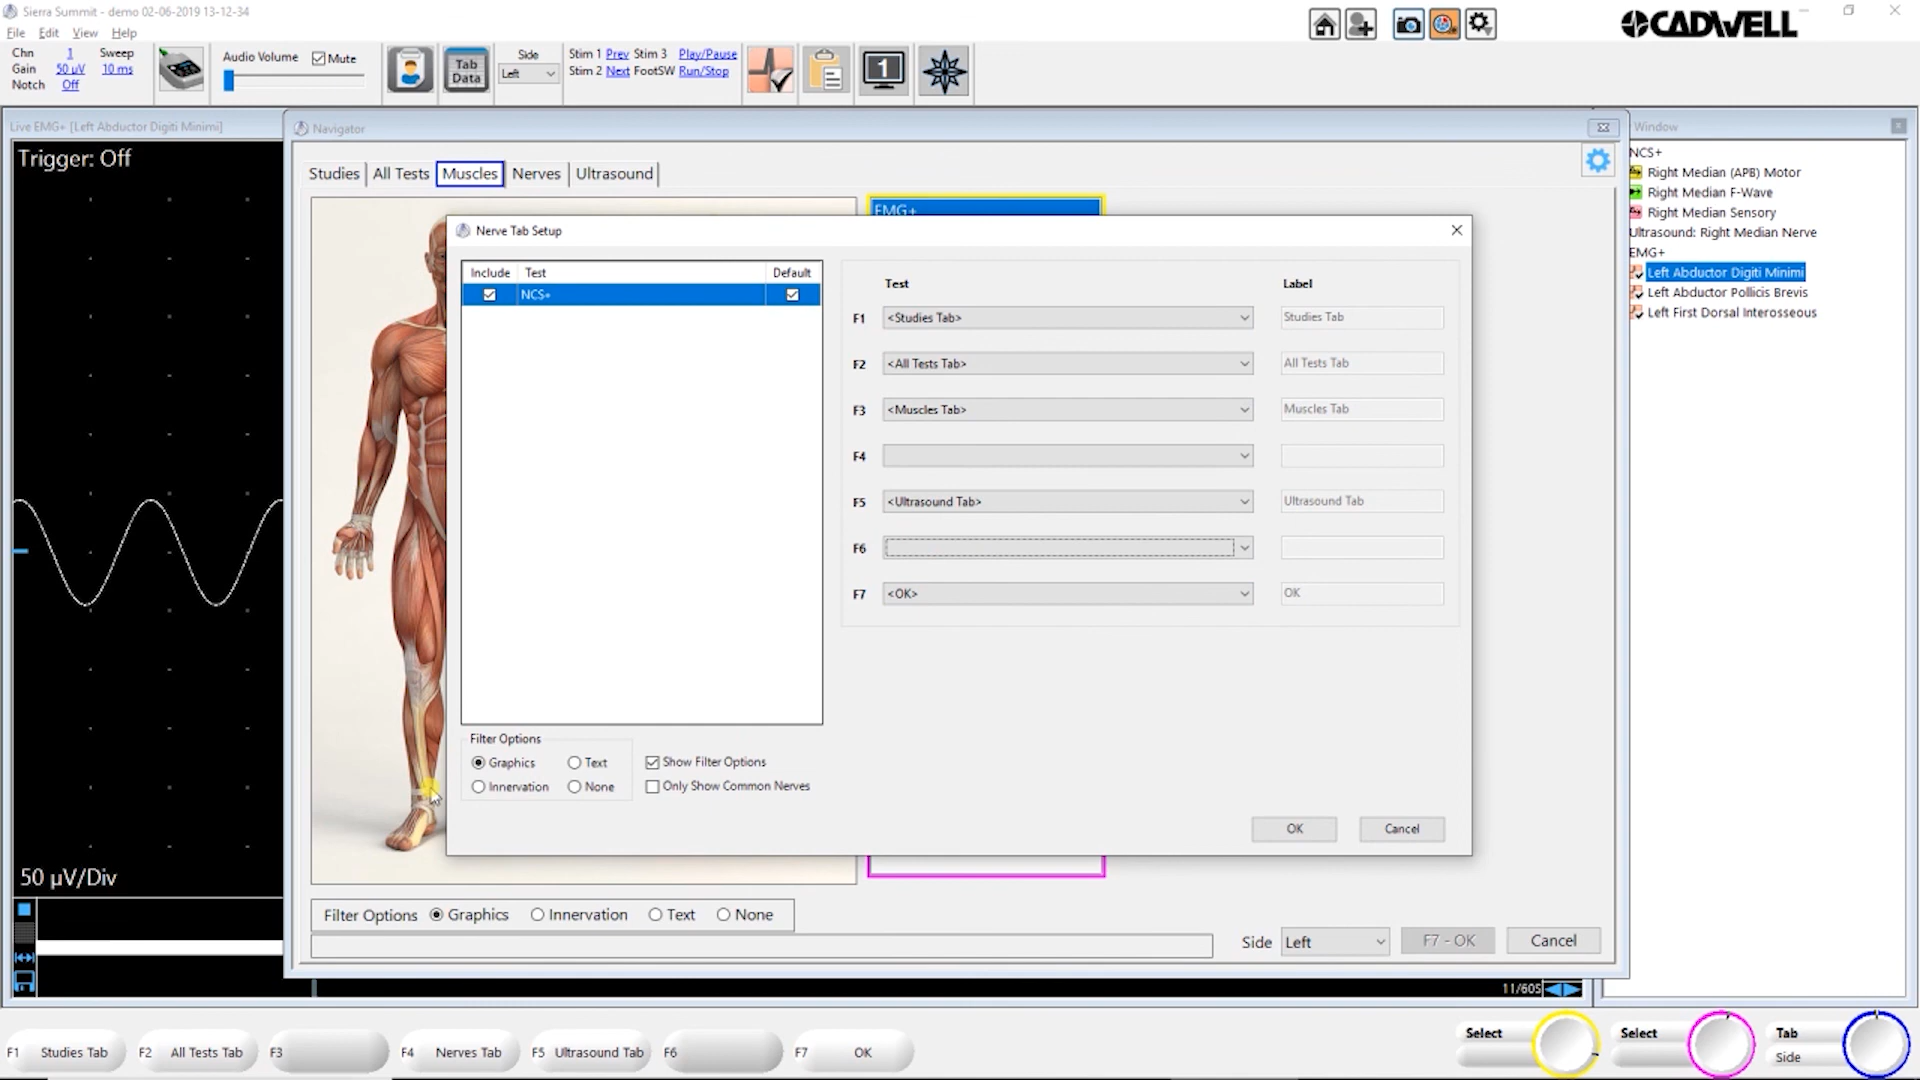 Sierra Summit - demo 02-06-2019 13-12-34
File Edit View Help
CADWELL
Chn 1 Sweep
Gain 50 µV 10 ms
Notch Off
Audio Volume Mute
Tab Data
Side
Left
Stim 1 Prev Stim 3 Play/Pause
Stim 2 Next FootSW Run/Stop
1
Live EMG+ [Left Abductor Digiti Minimi]
Trigger: Off
50 µV/Div
11/60S
Navigator
Studies All Tests Muscles Nerves Ultrasound
EMG+
Nerve Tab Setup
Include Test Default
NCS+
Test Label
F1 <Studies Tab> Studies Tab
F2 <All Tests Tab> All Tests Tab
F3 <Muscles Tab> Muscles Tab
F4
F5 <Ultrasound Tab> Ultrasound Tab
F6
F7 <OK> OK
Filter Options
Graphics Text
Innervation None
Show Filter Options
Only Show Common Nerves
OK Cancel
Filter Options Graphics Innervation Text None
Side Left F7 - OK Cancel
Window
NCS+
Right Median (APB) Motor
Right Median F-Wave
Right Median Sensory
Ultrasound: Right Median Nerve
EMG+
Left Abductor Digiti Minimi
Left Abductor Pollicis Brevis
Left First Dorsal Interosseous
F1 Studies Tab F2 All Tests Tab F3 F4 Nerves Tab F5 Ultrasound Tab F6 F7 OK
Select Select Tab
Side